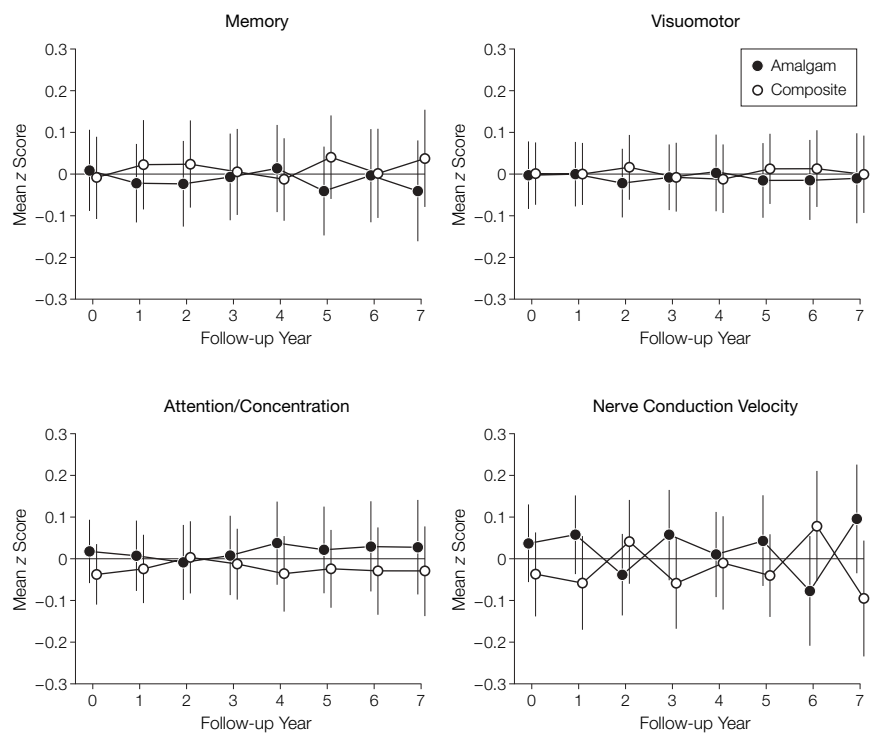 Memory
0.3
0.2
0.1
0
−0.1
−0.2
−0.3
Mean z Score
0 1 2 3 4 5 6 7
Follow-up Year
Visuomotor
0.3
0.2
0.1
0
−0.1
−0.2
−0.3
Mean z Score
Amalgam
Composite
0 1 2 3 4 5 6 7
Follow-up Year
Attention/Concentration
0.3
0.2
0.1
0
−0.1
−0.2
−0.3
Mean z Score
0 1 2 3 4 5 6 7
Follow-up Year
Nerve Conduction Velocity
0.3
0.2
0.1
0
−0.1
−0.2
−0.3
Mean z Score
0 1 2 3 4 5 6 7
Follow-up Year